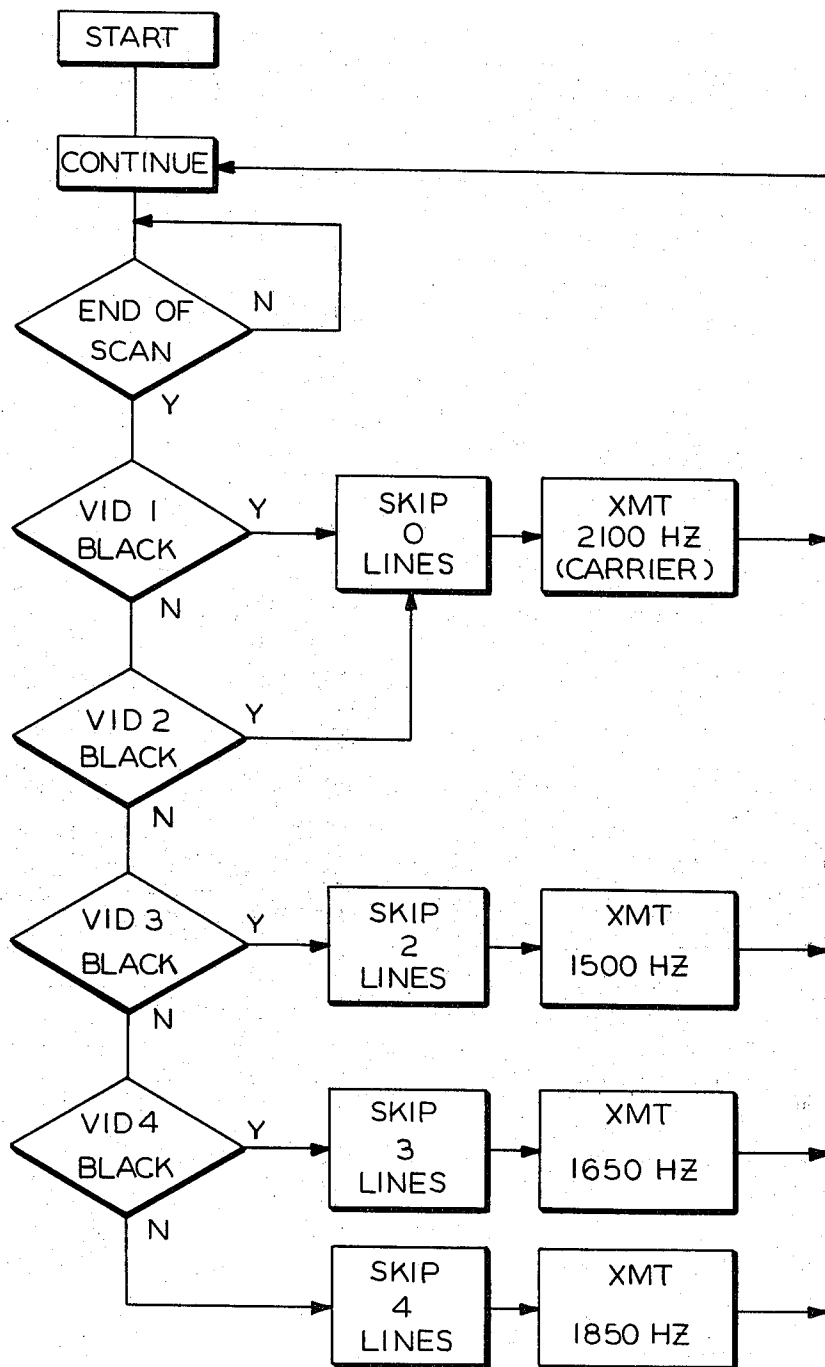 START
CONTINUE
END OF
SCAN
N
Y
VID 1
BLACK
Y
N
SKIP
0
LINES
XMT
2100 HZ
(CARRIER)
VID 2
BLACK
Y
N
VID 3
BLACK
Y
N
SKIP
2
LINES
XMT
1500 HZ
VID 4
BLACK
Y
N
SKIP
3
LINES
XMT
1650 HZ
SKIP
4
LINES
XMT
1850 HZ